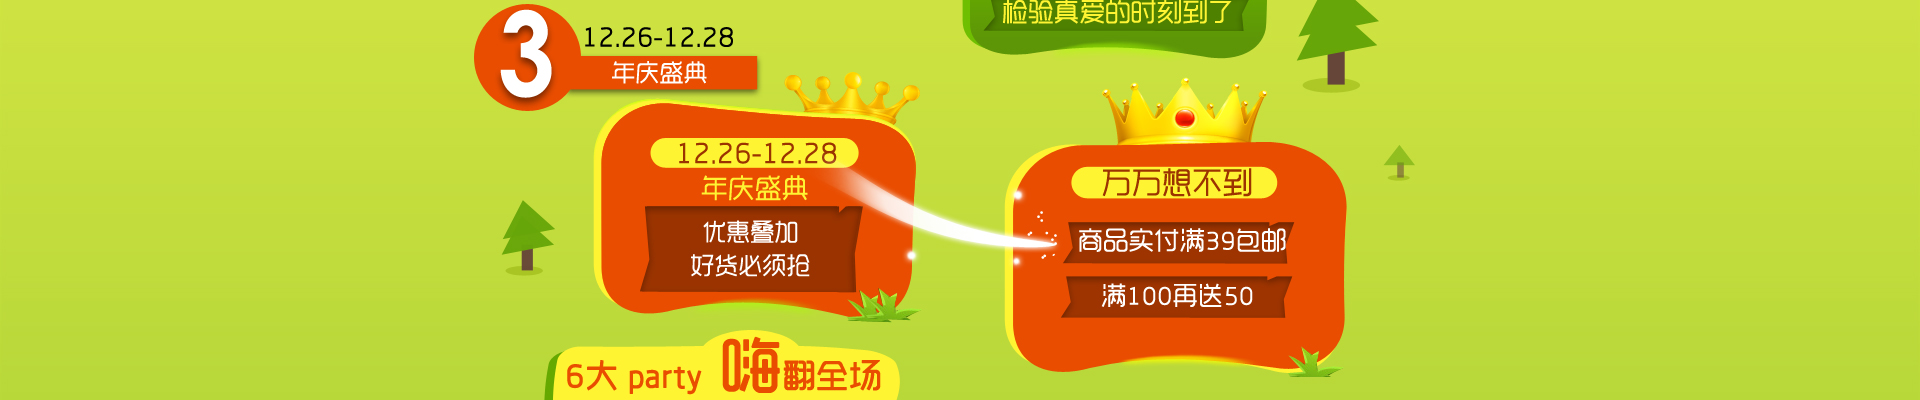 检验真爱的时刻到了
3
12.26-12.28
年庆盛典
12.26-12.28
年庆盛典
优惠叠加
好货必须抢
万万想不到
商品实付满39包邮
满100再送50
6大 party 嗨翻全场